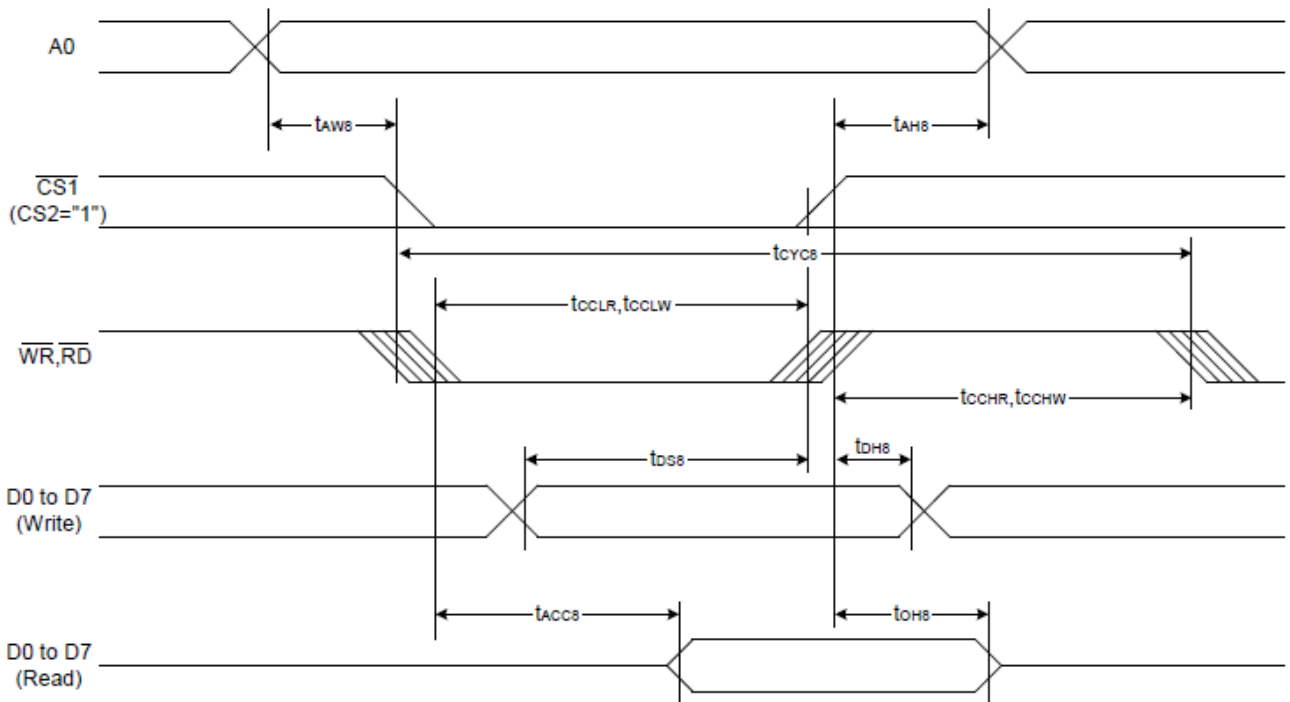 A0
tAW8
tAH8
CS1
(CS2="1")
tCYC8
tCCLR,tCCLW
WR,RD
tCCHR,tCCHW
tDS8
tDH8
D0 to D7
(Write)
tACC8
tOH8
D0 to D7
(Read)